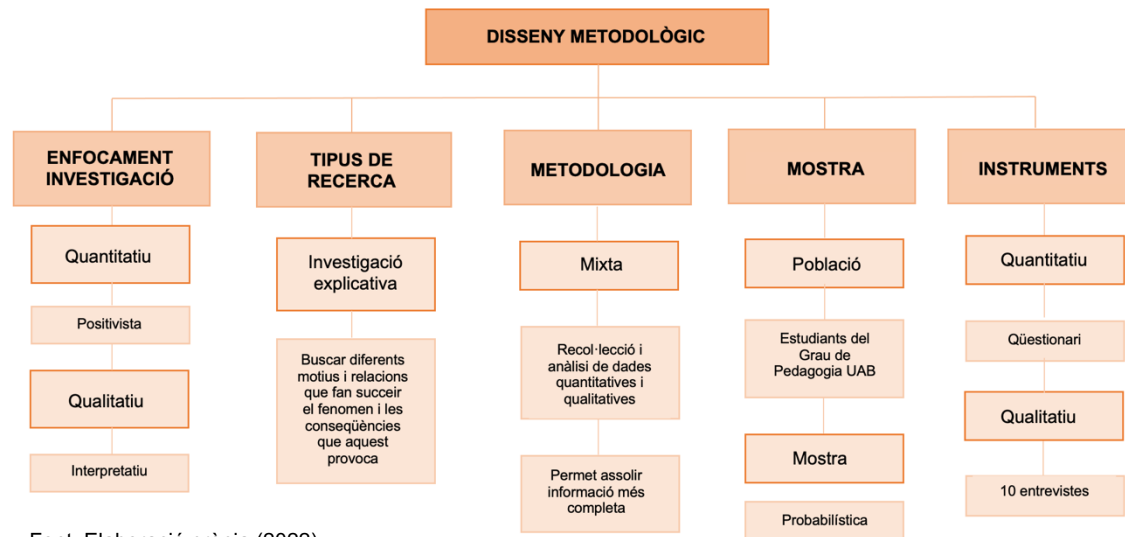 DISSENY METODOLÒGIC
ENFOCAMENT
INVESTIGACIÓ
Quantitatiu
Positivista
Qualitatiu
Interpretatiu
TIPUS DE
RECERCA
Investigació
explicativa
Buscar diferents
motius i relacions
que fan succeir
el fenomen i les
conseqüències
que aquest
provoca
METODOLOGIA
Mixta
Recol·lecció i
anàlisi de dades
quantitatives i
qualitatives
Permet assolir
informació més
completa
MOSTRA
Població
Estudiants del
Grau de
Pedagogia UAB
Mostra
Probabilística
INSTRUMENTS
Quantitatiu
Qüestionari
Qualitatiu
10 entrevistes
Elaboració